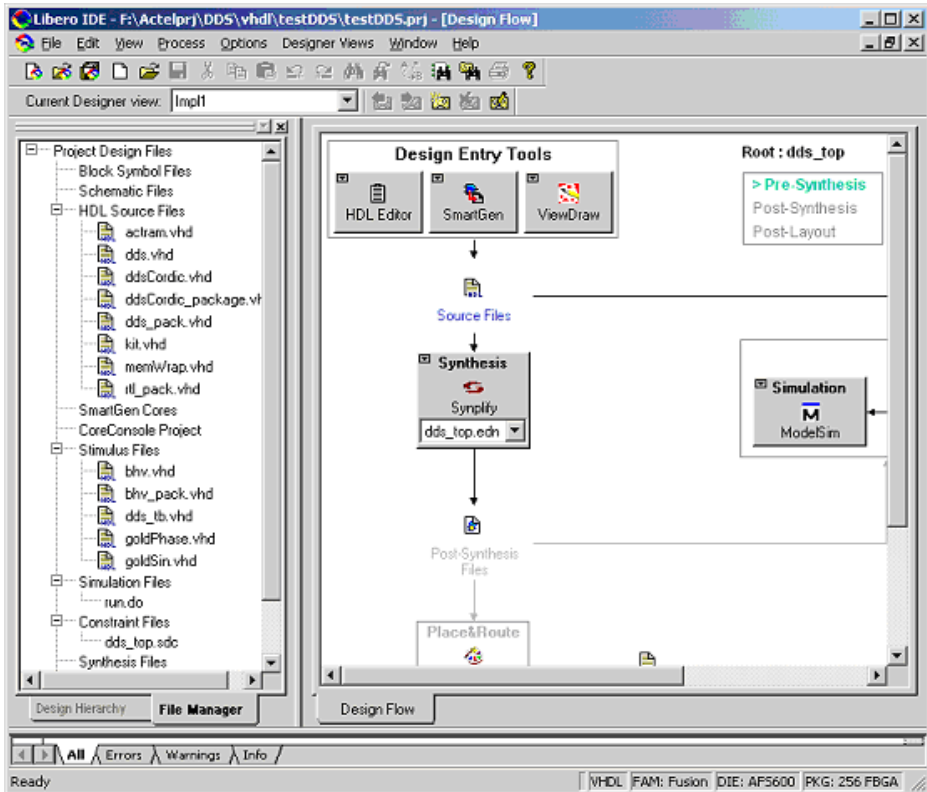 Libero IDE - F:\Actelprj\DDS\vhdl\testDDS\testDDS.prj - [Design Flow]
File Edit View Process Options Designer Views Window Help
Current Designer view: Impl1
Project Design Files
Block Symbol Files
Schematic Files
HDL Source Files
actram.vhd
dds.vhd
ddsCordic.vhd
ddsCordic_package.vh
dds_pack.vhd
kit.vhd
memWrap.vhd
rtl_pack.vhd
SmartGen Cores
CoreConsole Project
Stimulus Files
bhv.vhd
bhv_pack.vhd
dds_tb.vhd
goldPhase.vhd
goldSin.vhd
Simulation Files
run.do
Constraint Files
dds_top.sdc
Synthesis Files
Design Hierarchy File Manager
Design Entry Tools
HDL Editor SmartGen ViewDraw
Root : dds_top
> Pre-Synthesis
Post-Synthesis
Post-Layout
Source Files
Synthesis
Synplify
dds_top.edn
Simulation
ModelSim
Post-Synthesis
Files
Place&Route
Design Flow
All Errors Warnings Info
Ready VHDL FAM: Fusion DIE: AFS600 PKG: 256 FBGA